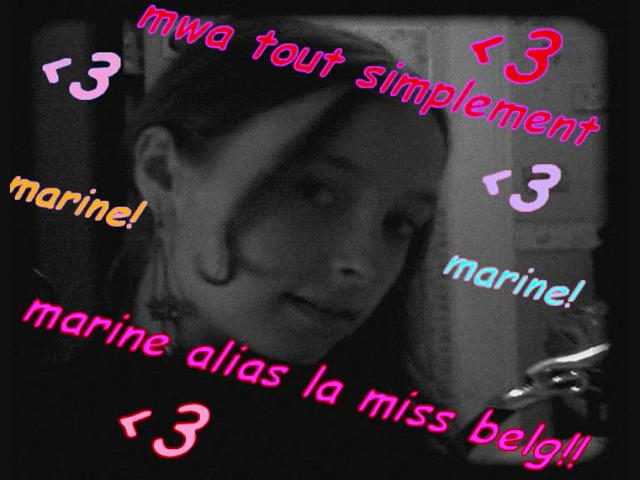 mwa tout simplement
<3
<3
<3
marine!
marine!
marine alias la miss belg!!
<3